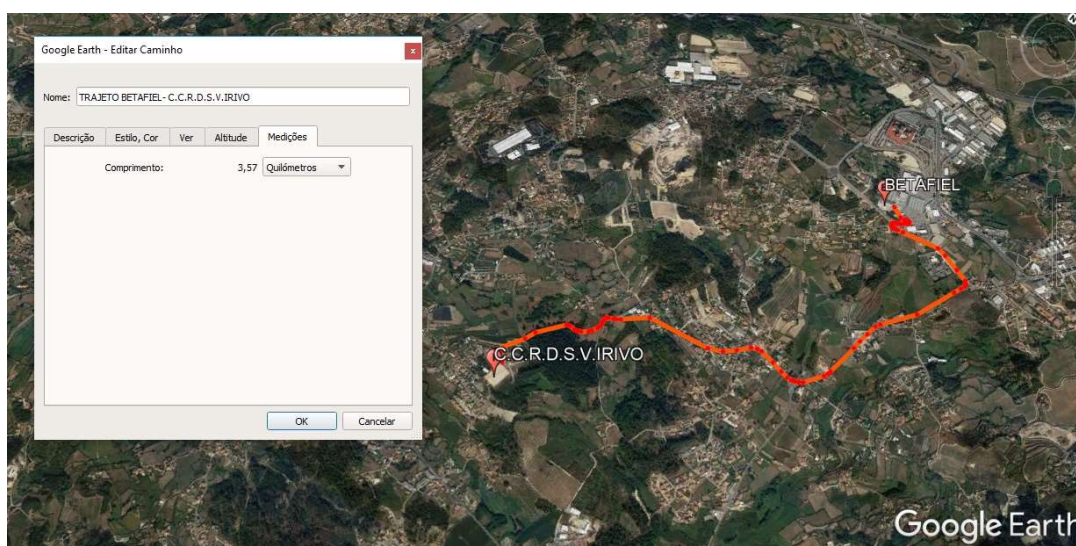 Google Earth - Editar Caminho
x
Nome: TRAJETO BETAFIEL- C.C.R.D.S.V.IRIVO
Descrição Estilo, Cor Ver Altitude Medições
Comprimento: 3,57 Quilómetros
OK Cancelar
BETAFIEL
C.C.R.D.S.V.IRIVO
Google Earth